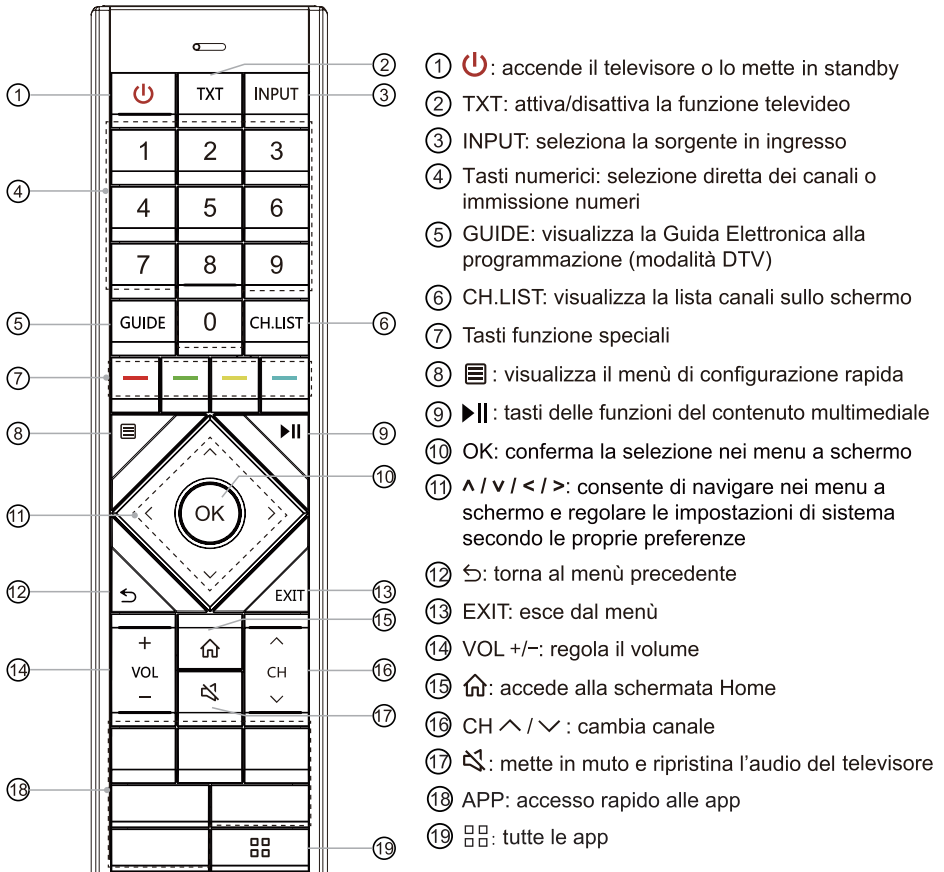 ① ⏻: accende il televisore o lo mette in standby
② TXT: attiva/disattiva la funzione televideo
③ INPUT: seleziona la sorgente in ingresso
④ Tasti numerici: selezione diretta dei canali o
immissione numeri
⑤ GUIDE: visualizza la Guida Elettronica alla
programmazione (modalità DTV)
⑥ CH.LIST: visualizza la lista canali sullo schermo
⑦ Tasti funzione speciali
⑧ : visualizza il menù di configurazione rapida
⑨ : tasti delle funzioni del contenuto multimediale
⑩ OK: conferma la selezione nei menu a schermo
⑪ ∧ / ∨ / < / >: consente di navigare nei menu a
schermo e regolare le impostazioni di sistema
secondo le proprie preferenze
⑫ : torna al menù precedente
⑬ EXIT: esce dal menù
⑭ VOL +/−: regola il volume
⑮ : accede alla schermata Home
⑯ CH ∧ / ∨ : cambia canale
⑰ : mette in muto e ripristina l'audio del televisore
⑱ APP: accesso rapido alle app
⑲ : tutte le app
②
① TXT INPUT ③
1 2 3
④
4 5 6
7 8 9
⑤ GUIDE 0 CH.LIST ⑥
⑦
⑧ ⑨
⑩
⑪ OK
⑫ EXIT ⑬
⑮
+
⑭ VOL CH ⑯
−
⑰
⑱
⑲